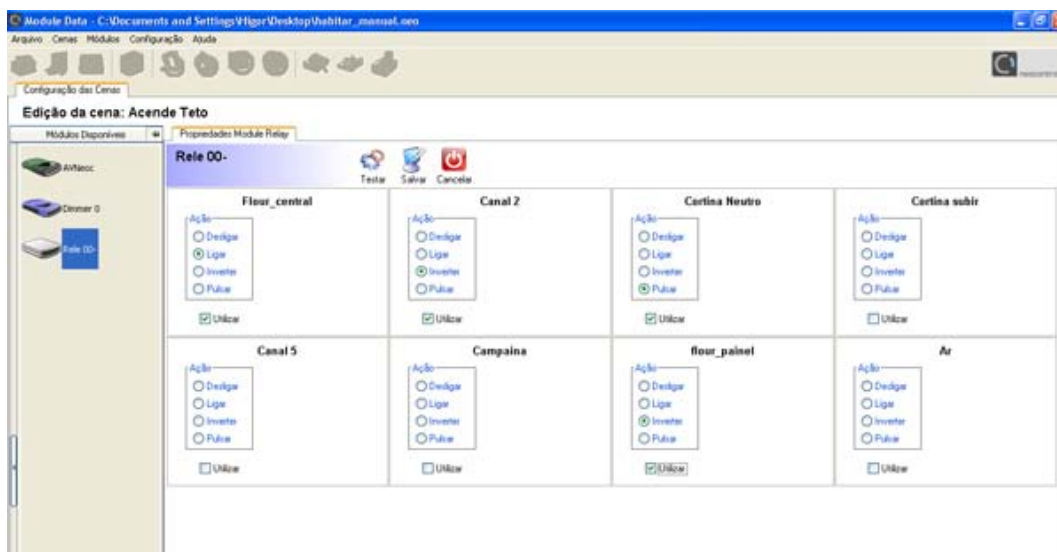 Module Data - C:\Documents and Settings\Higor\Desktop\habitar_manual.neo
Arquivo Cenas Módulos Configuração Ajuda
Configuração das Cenas
Edição da cena: Acende Teto
Módulos Disponíveis
Propriedades Module Relay
Rele 00-
Testar Salvar Cancelar
AVNeoc
Dimmer 0
Rele 00-
Flour_central Canal 2 Cortina Neutro Cortina subir
Ação Ação Ação Ação
Desligar Desligar Desligar Desligar
Ligar Ligar Ligar Ligar
Inverter Inverter Inverter Inverter
Pulsar Pulsar Pulsar Pulsar
Utilizar Utilizar Utilizar Utilizar
Canal 5 Campaina flour_painel Ar
Ação Ação Ação Ação
Desligar Desligar Desligar Desligar
Ligar Ligar Ligar Ligar
Inverter Inverter Inverter Inverter
Pulsar Pulsar Pulsar Pulsar
Utilizar Utilizar Utilizar Utilizar